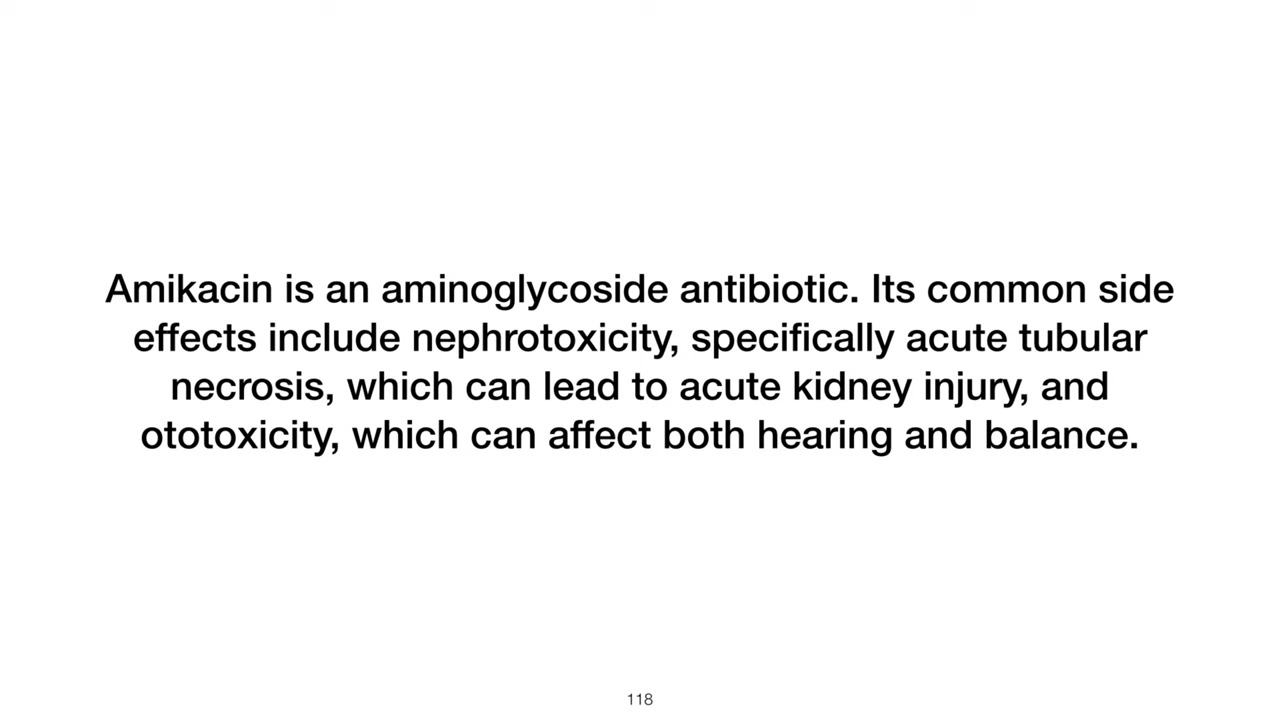 Amikacin is an aminoglycoside antibiotic. Its common side
effects include nephrotoxicity, specifically acute tubular
necrosis, which can lead to acute kidney injury, and
ototoxicity, which can affect both hearing and balance.
118